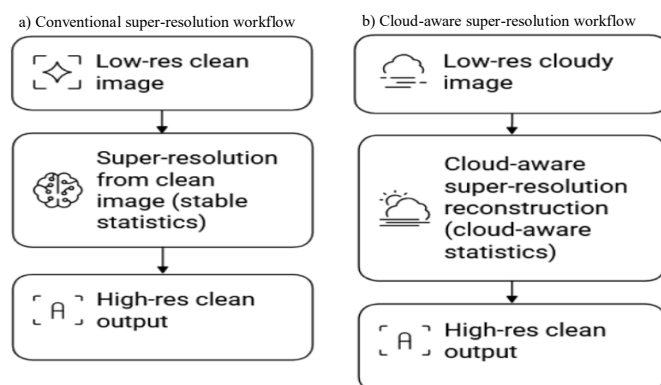 a) Conventional super-resolution workflow
Low-res clean
image
Super-resolution
from clean
image (stable
statistics)
A High-res clean
output
b) Cloud-aware super-resolution workflow
Low-res cloudy
image
Cloud-aware
super-resolution
reconstruction
(cloud-aware
statistics)
A High-res clean
output